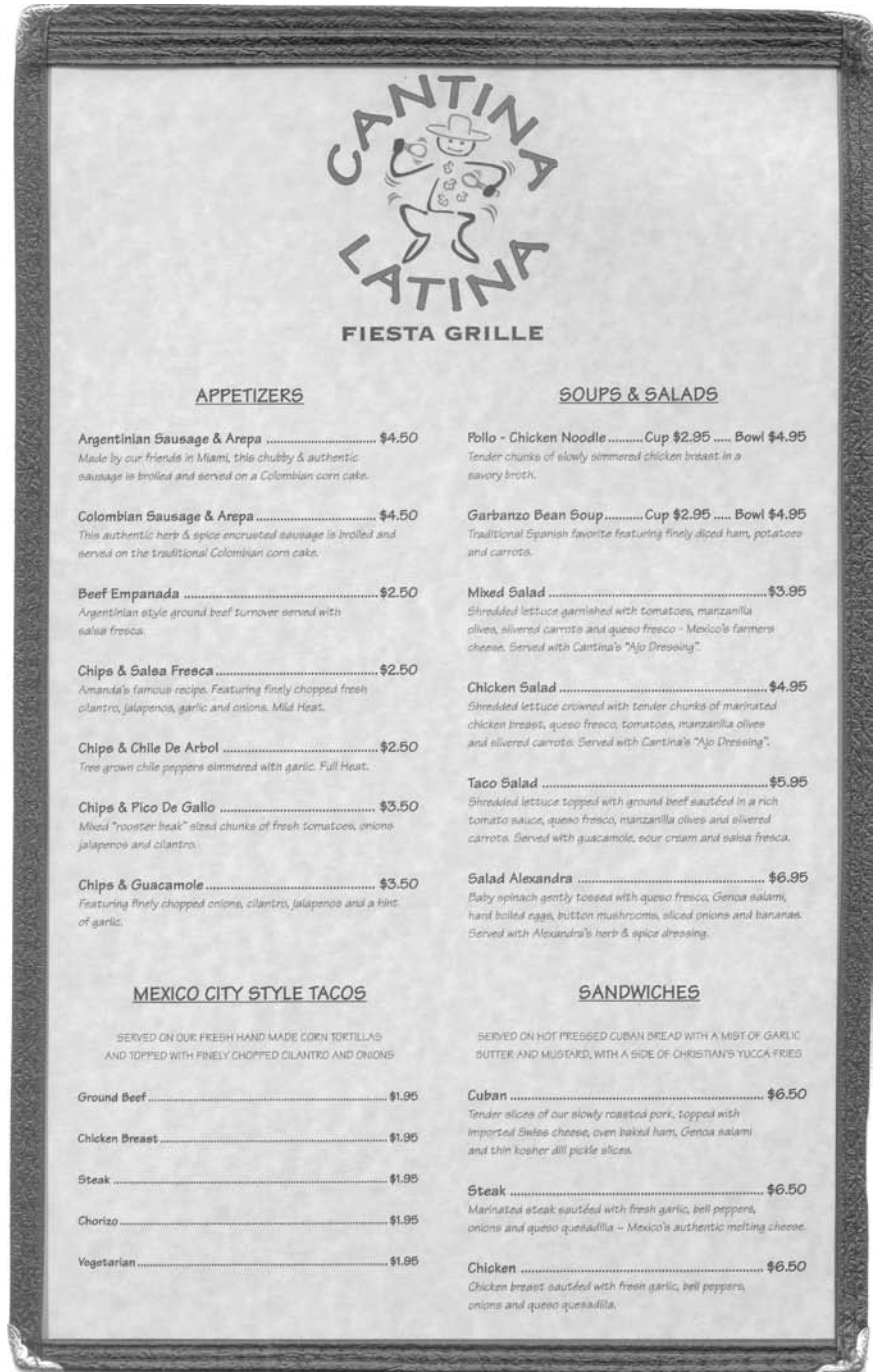 CANTINA
LATINA
FIESTA GRILLE
APPETIZERS
Argentinian Sausage & Arepa .............................. $4.50
Made by our friends in Miami, this chubby & authentic
sausage is broiled and served on a Colombian corn cake.
Colombian Sausage & Arepa ................................. $4.50
This authentic herb & spice encrusted sausage is broiled and
served on the traditional Colombian corn cake.
Beef Empanada ..................................................... $2.50
Argentinian style ground beef turnover served with
salsa fresca.
Chips & Salsa Fresca ............................................ $2.50
Amanda's famous recipe. Featuring finely chopped fresh
cilantro, jalapenos, garlic and onions. Mild Heat.
Chips & Chile De Arbol .......................................... $2.50
Tree grown chile peppers simmered with garlic. Full Heat.
Chips & Pico De Gallo ........................................... $3.50
Mixed "rooster beak" sized chunks of fresh tomatoes, onions
jalapenos and cilantro.
Chips & Guacamole ............................................... $3.50
Featuring finely chopped onions, cilantro, jalapenos and a hint
of garlic.
SOUPS & SALADS
Pollo - Chicken Noodle .......... Cup $2.95 ..... Bowl $4.95
Tender chunks of slowly simmered chicken breast in a
savory broth.
Garbanzo Bean Soup ........... Cup $2.95 ..... Bowl $4.95
Traditional Spanish favorite featuring finely diced ham, potatoes
and carrots.
Mixed Salad ............................................................ $3.95
Shredded lettuce garnished with tomatoes, manzanilla
olives, slivered carrots and queso fresco - Mexico's farmers
cheese. Served with Cantina's "Ajo Dressing".
Chicken Salad ......................................................... $4.95
Shredded lettuce crowned with tender chunks of marinated
chicken breast, queso fresco, tomatoes, manzanilla olives
and slivered carrots. Served with Cantina's "Ajo Dressing".
Taco Salad .............................................................. $5.95
Shredded lettuce topped with ground beef sautéed in a rich
tomato sauce, queso fresco, manzanilla olives and slivered
carrots. Served with guacamole, sour cream and salsa fresca.
Salad Alexandra ................................................... $6.95
Baby spinach gently tossed with queso fresco, Genoa salami,
hard boiled eggs, button mushrooms, sliced onions and bananas.
Served with Alexandra's herb & spice dressing.
MEXICO CITY STYLE TACOS
SERVED ON OUR FRESH HAND MADE CORN TORTILLAS
AND TOPPED WITH FINELY CHOPPED CILANTRO AND ONIONS
Ground Beef ............................................................ $1.95
Chicken Breast ......................................................... $1.95
Steak ..................................................................... $1.95
Chorizo ................................................................... $1.95
Vegetarian ............................................................... $1.95
SANDWICHES
SERVED ON HOT PRESSED CUBAN BREAD WITH A MIST OF GARLIC
BUTTER AND MUSTARD, WITH A SIDE OF CHRISTIAN'S YUCCA FRIES
Cuban ..................................................................... $6.50
Tender slices of our slowly roasted pork, topped with
imported Swiss cheese, oven baked ham, Genoa salami
and thin kosher dill pickle slices.
Steak ..................................................................... $6.50
Marinated steak sautéed with fresh garlic, bell peppers,
onions and queso quesadilla – Mexico's authentic melting cheese.
Chicken .................................................................. $6.50
Chicken breast sautéed with fresh garlic, bell peppers,
onions and queso quesadilla.